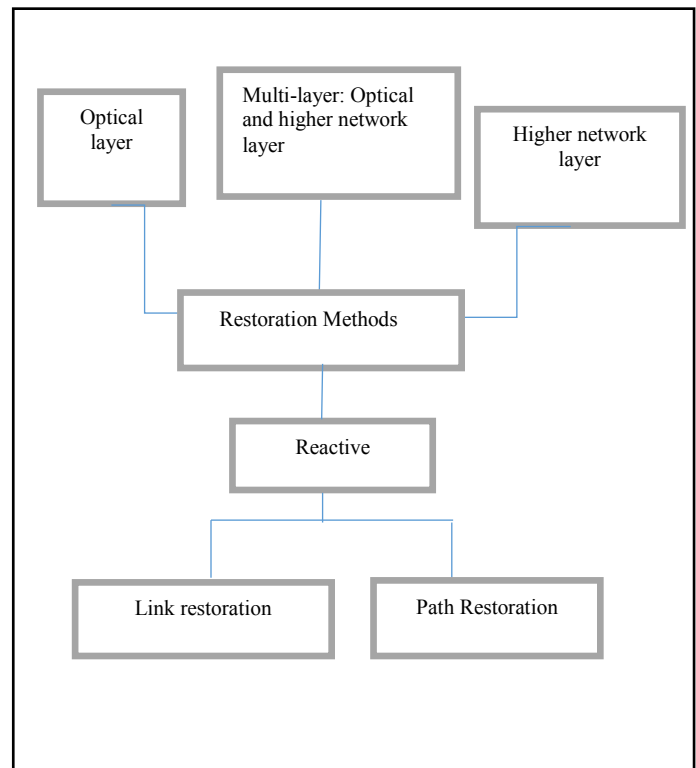 Optical
layer
Multi-layer: Optical
and higher network
layer
Higher network
layer
Restoration Methods
Reactive
Link restoration
Path Restoration